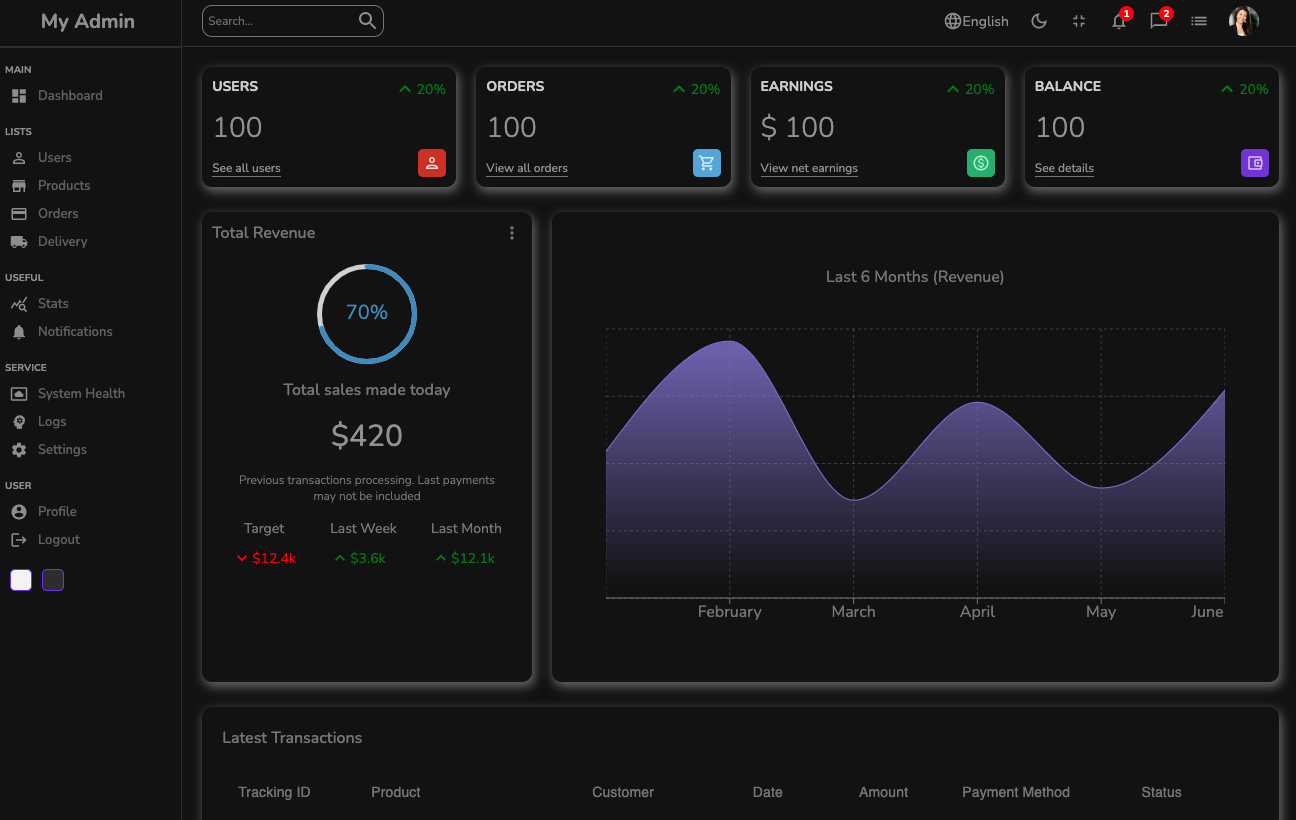 My Admin
Search...
English
1
2
MAIN
Dashboard
LISTS
Users
Products
Orders
Delivery
USEFUL
Stats
Notifications
SERVICE
System Health
Logs
Settings
USER
Profile
Logout
USERS
20%
100
See all users
ORDERS
20%
100
View all orders
EARNINGS
20%
$ 100
View net earnings
BALANCE
20%
100
See details
Total Revenue
70%
Total sales made today
$420
Previous transactions processing. Last payments
may not be included
Target
Last Week
Last Month
$12.4k
$3.6k
$12.1k
Last 6 Months (Revenue)
February
March
April
May
June
Latest Transactions
Tracking ID
Product
Customer
Date
Amount
Payment Method
Status